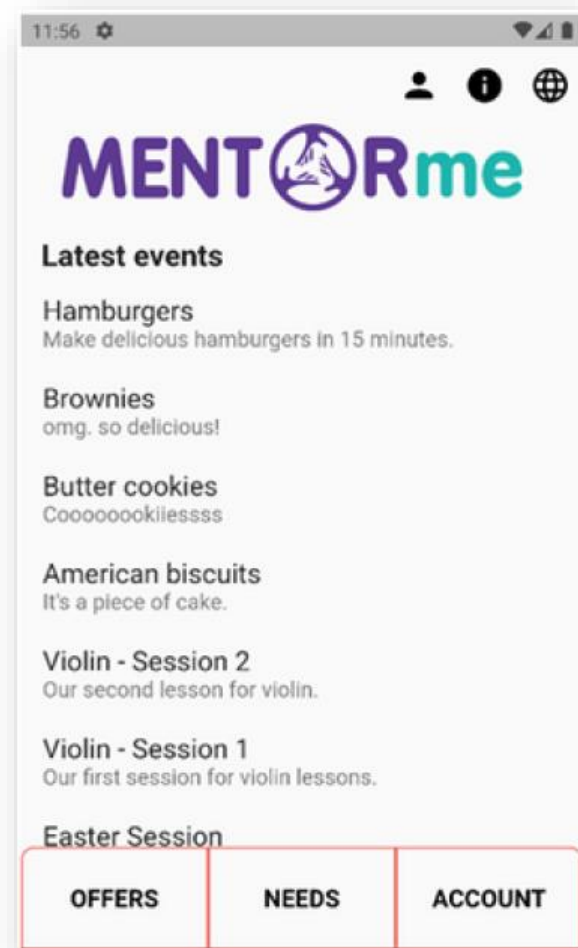 11:56
MENTORme
Latest events
Hamburgers
Make delicious hamburgers in 15 minutes.
Brownies
omg. so delicious!
Butter cookies
Coooooookiiessss
American biscuits
It's a piece of cake.
Violin - Session 2
Our second lesson for violin.
Violin - Session 1
Our first session for violin lessons.
Easter Session
OFFERS NEEDS ACCOUNT